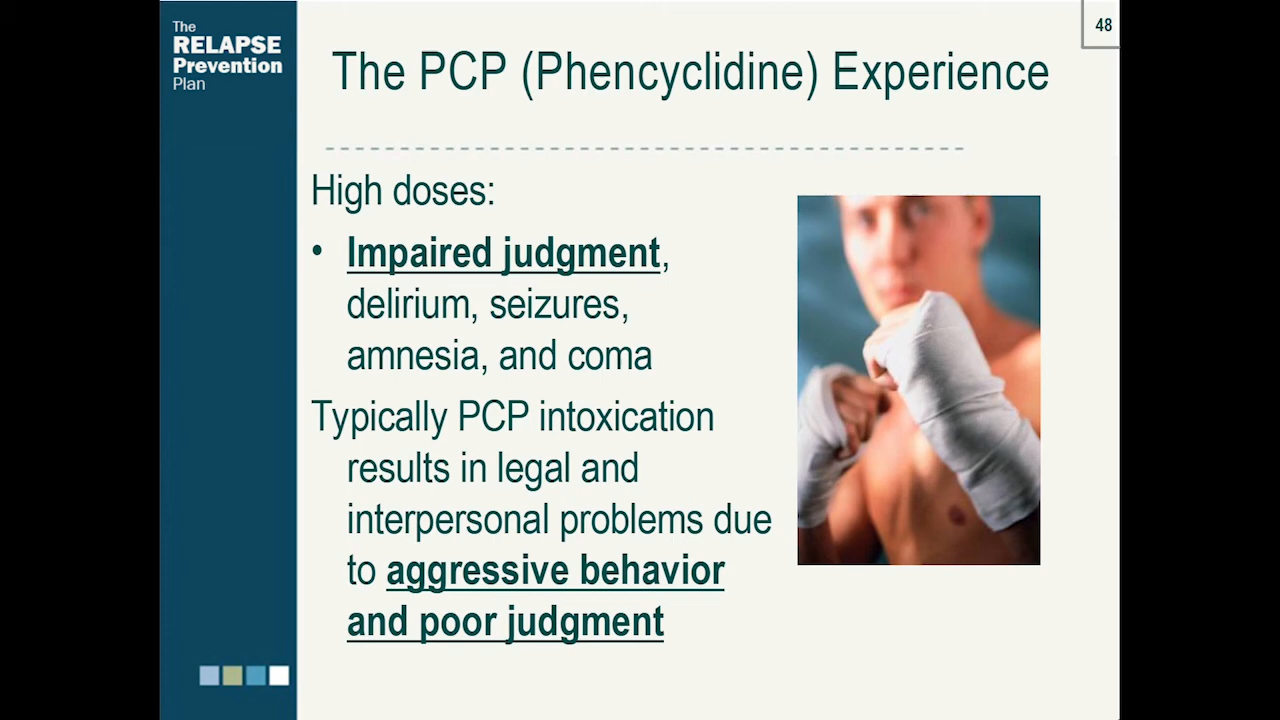 The
RELAPSE
Prevention
Plan
48
The PCP (Phencyclidine) Experience
High doses:
• Impaired judgment,
delirium, seizures,
amnesia, and coma
Typically PCP intoxication
results in legal and
interpersonal problems due
to aggressive behavior
and poor judgment